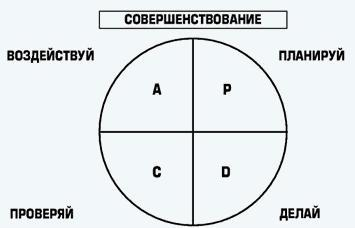 СОВЕРШЕНСТВОВАНИЕ
ВОЗДЕЙСТВУЙ
ПЛАНИРУЙ
A
P
C
D
ПРОВЕРЯЙ
ДЕЛАЙ